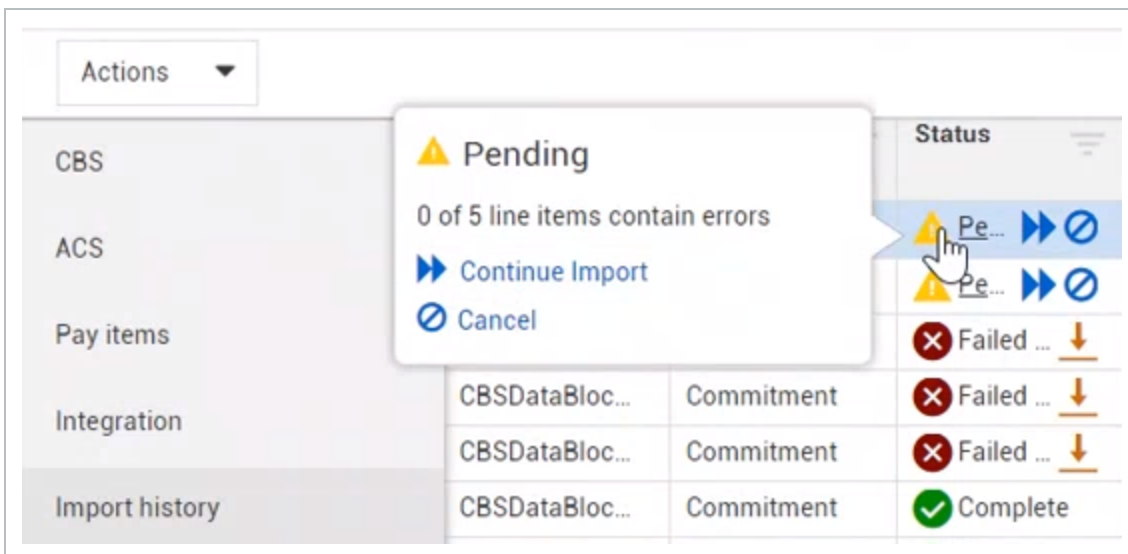 Actions
Status
CBS
Pending
0 of 5 line items contain errors
Pe...
ACS
Continue Import
Pe...
Cancel
Pay items
Failed ...
CBSDataBloc... Commitment Failed ...
Integration
CBSDataBloc... Commitment Failed ...
Import history
CBSDataBloc... Commitment Complete